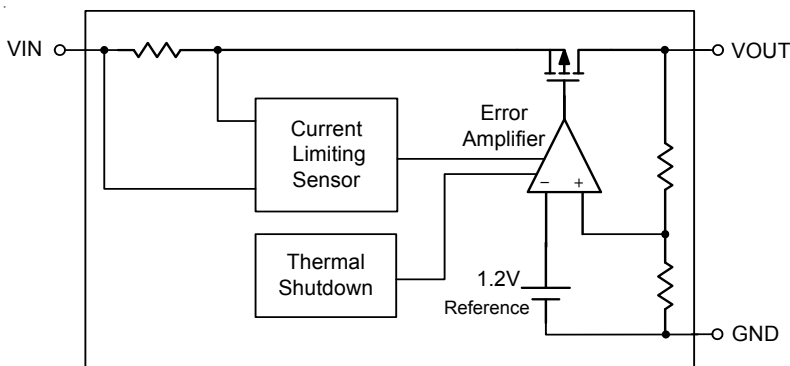 VIN
VOUT
Current
Limiting
Sensor
Error
Amplifier
− +
Thermal
Shutdown
1.2V
Reference
GND